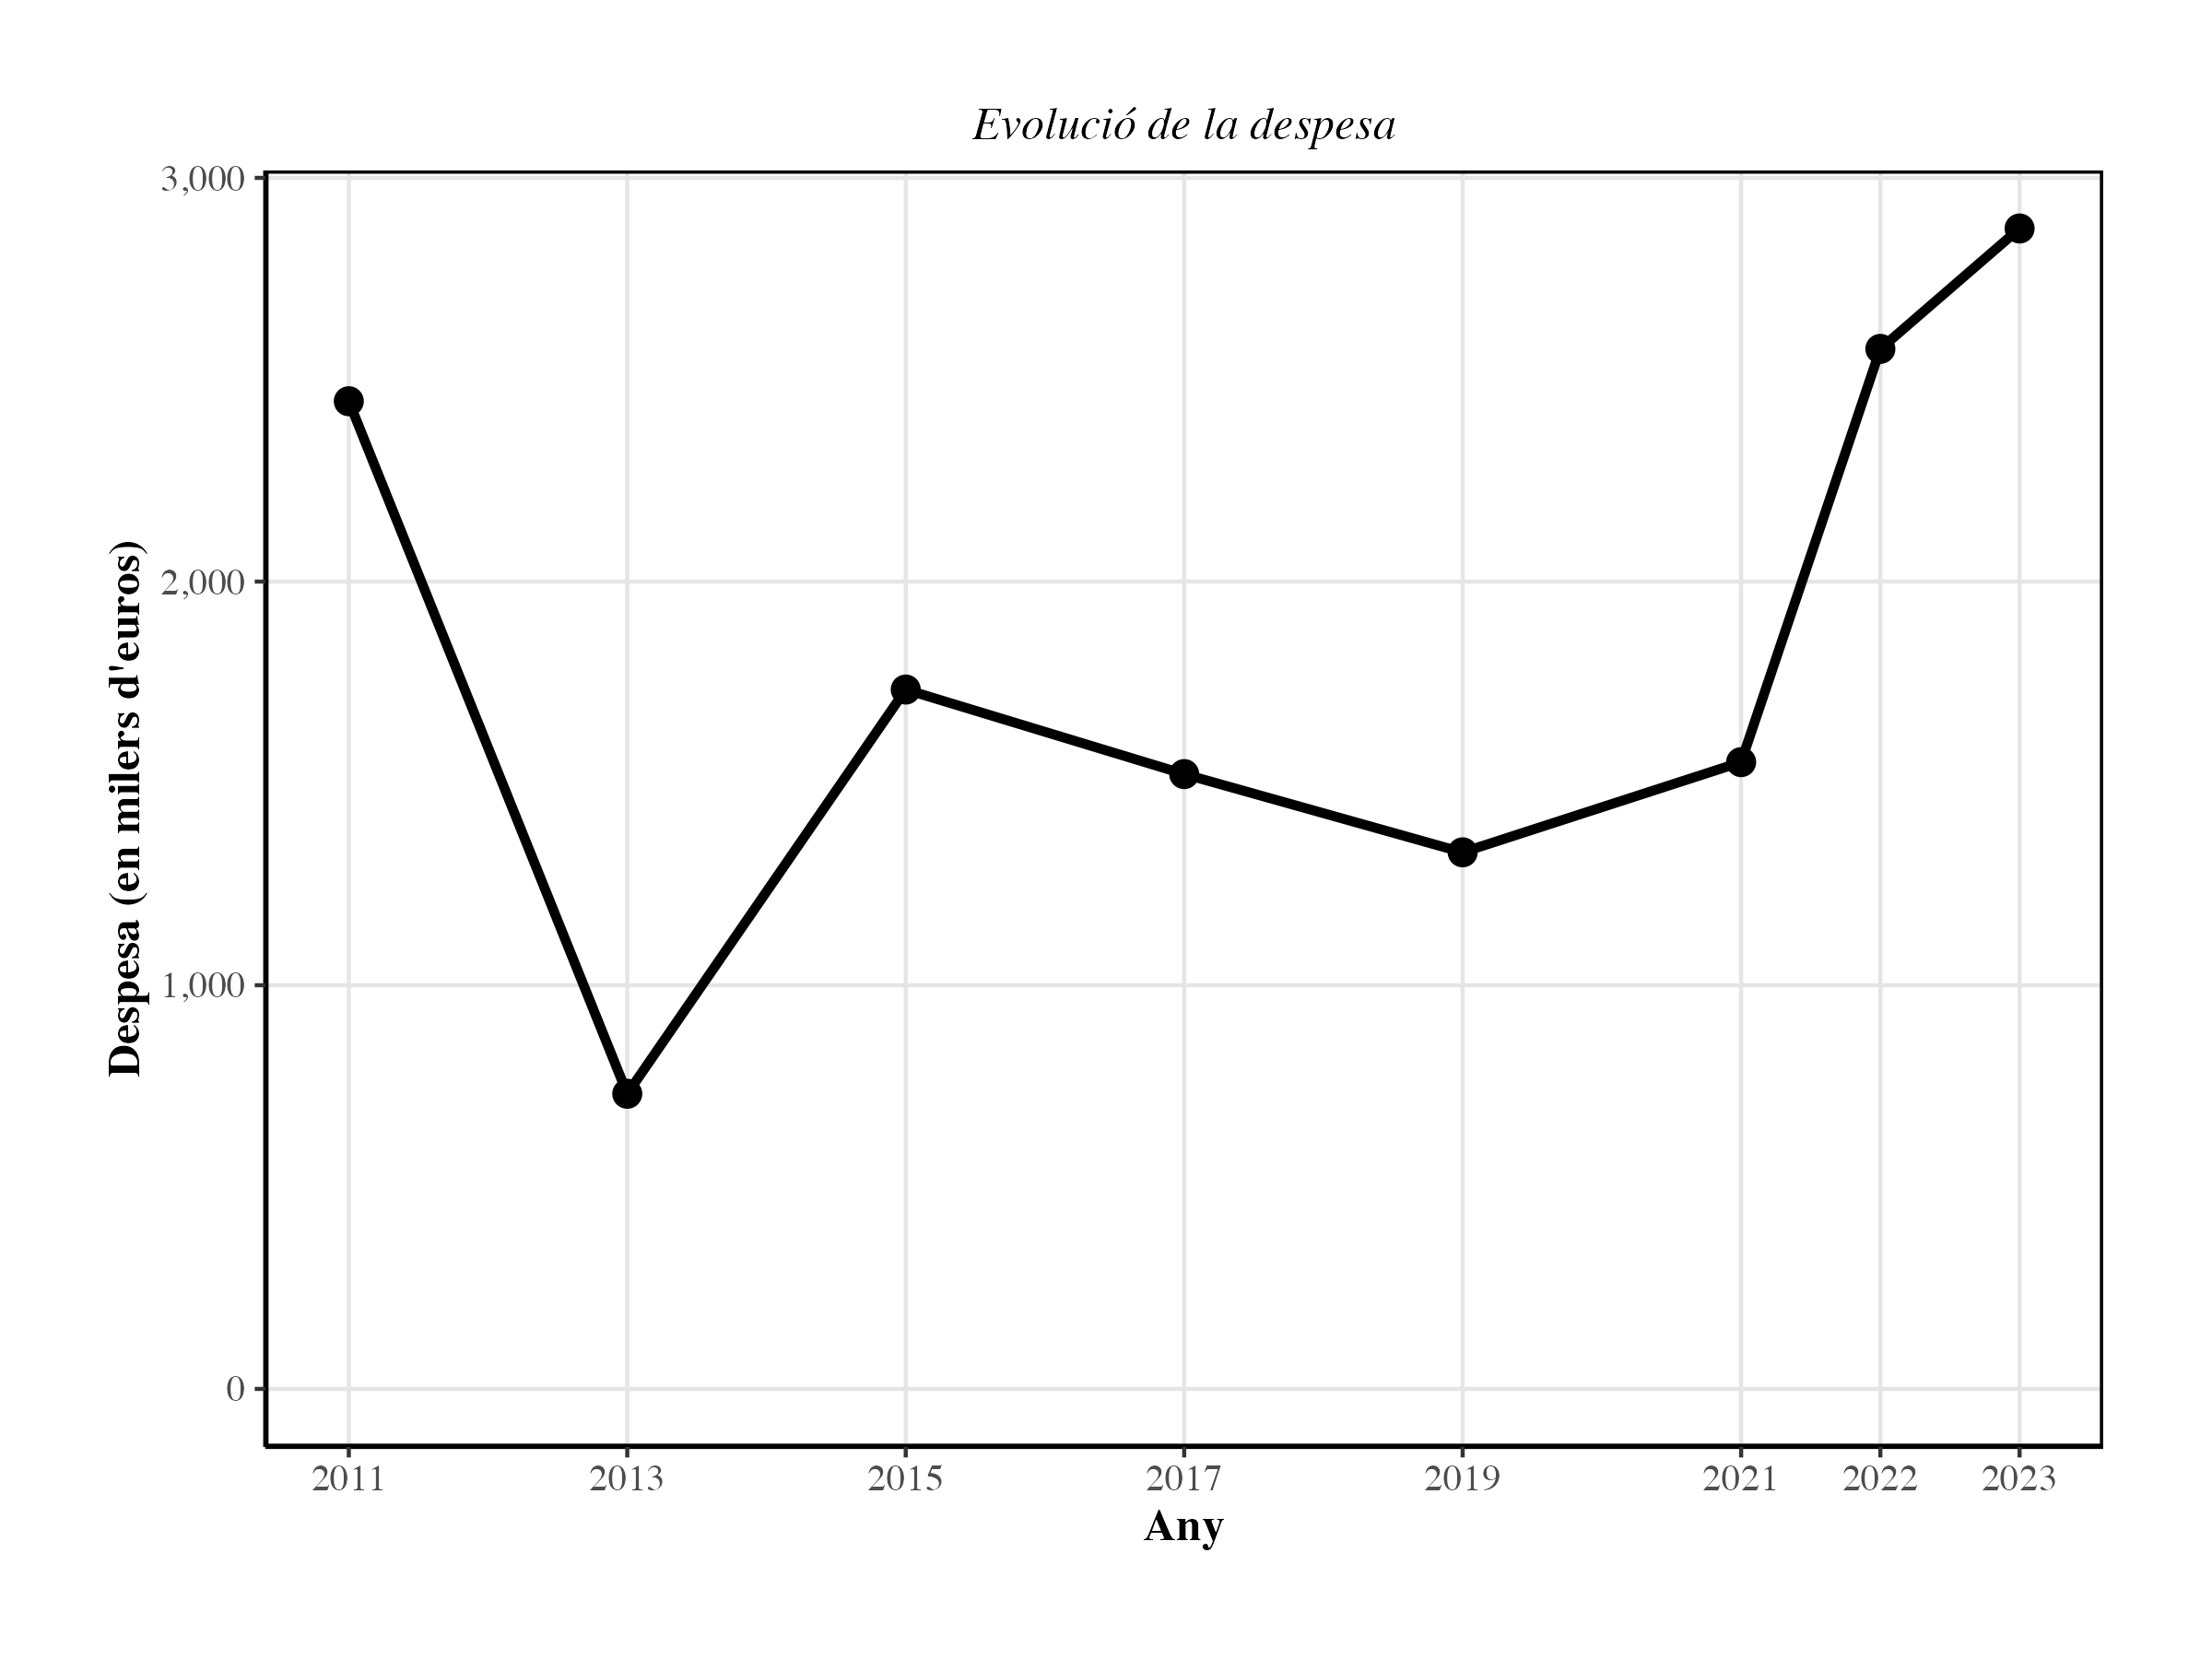 Evolució de la despesa
Despesa (en milers d'euros)
3,000
2,000
1,000
0
2011 2013 2015 2017 2019 2021 2022 2023
Any